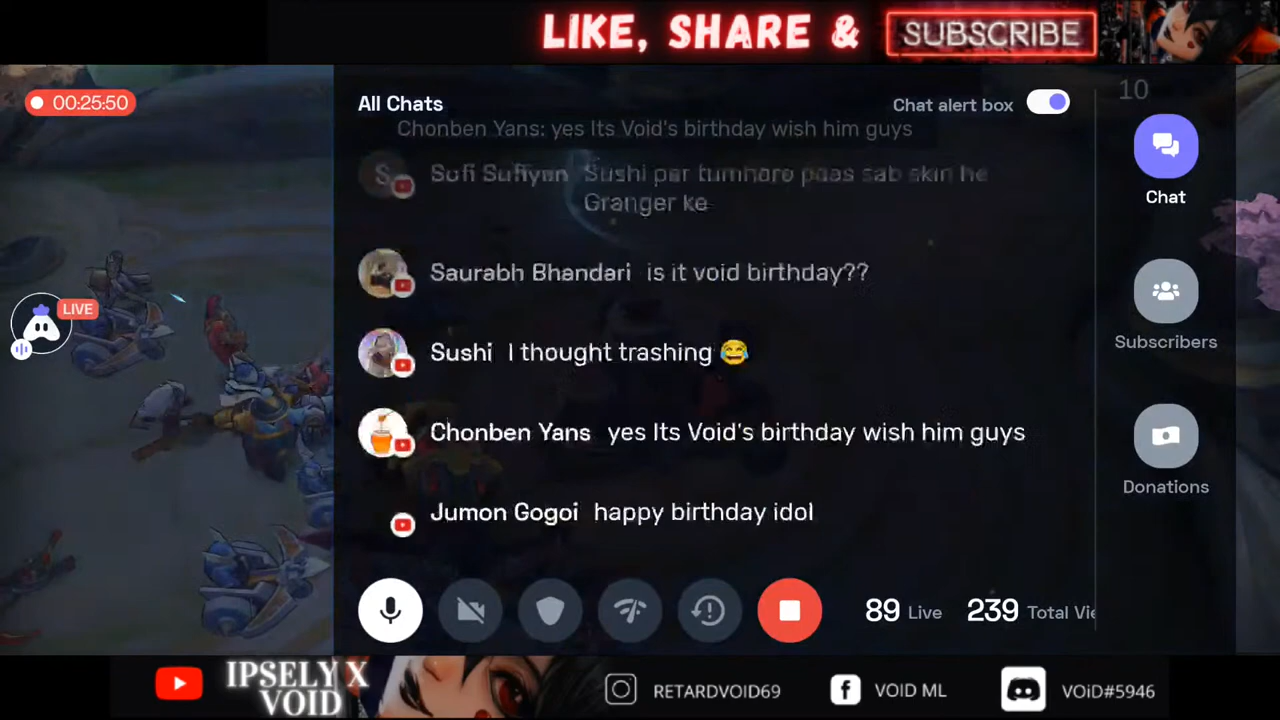 LIKE, SHARE & SUBSCRIBE
00:25:50
All Chats
Chat alert box
10
Chonben Yans: yes Its Void's birthday wish him guys
S
Sufi Suffyan Sushi par tumhare paas sab skin he
Granger ke
Chat
Saurabh Bhandari is it void birthday??
LIVE
Subscribers
Sushi I thought trashing 😂
Chonben Yans yes Its Void's birthday wish him guys
Donations
Jumon Gogoi happy birthday idol
89 Live 239 Total Vie
IPSELY X
VOID
RETARDVOID69
VOID ML
VOiD#5946